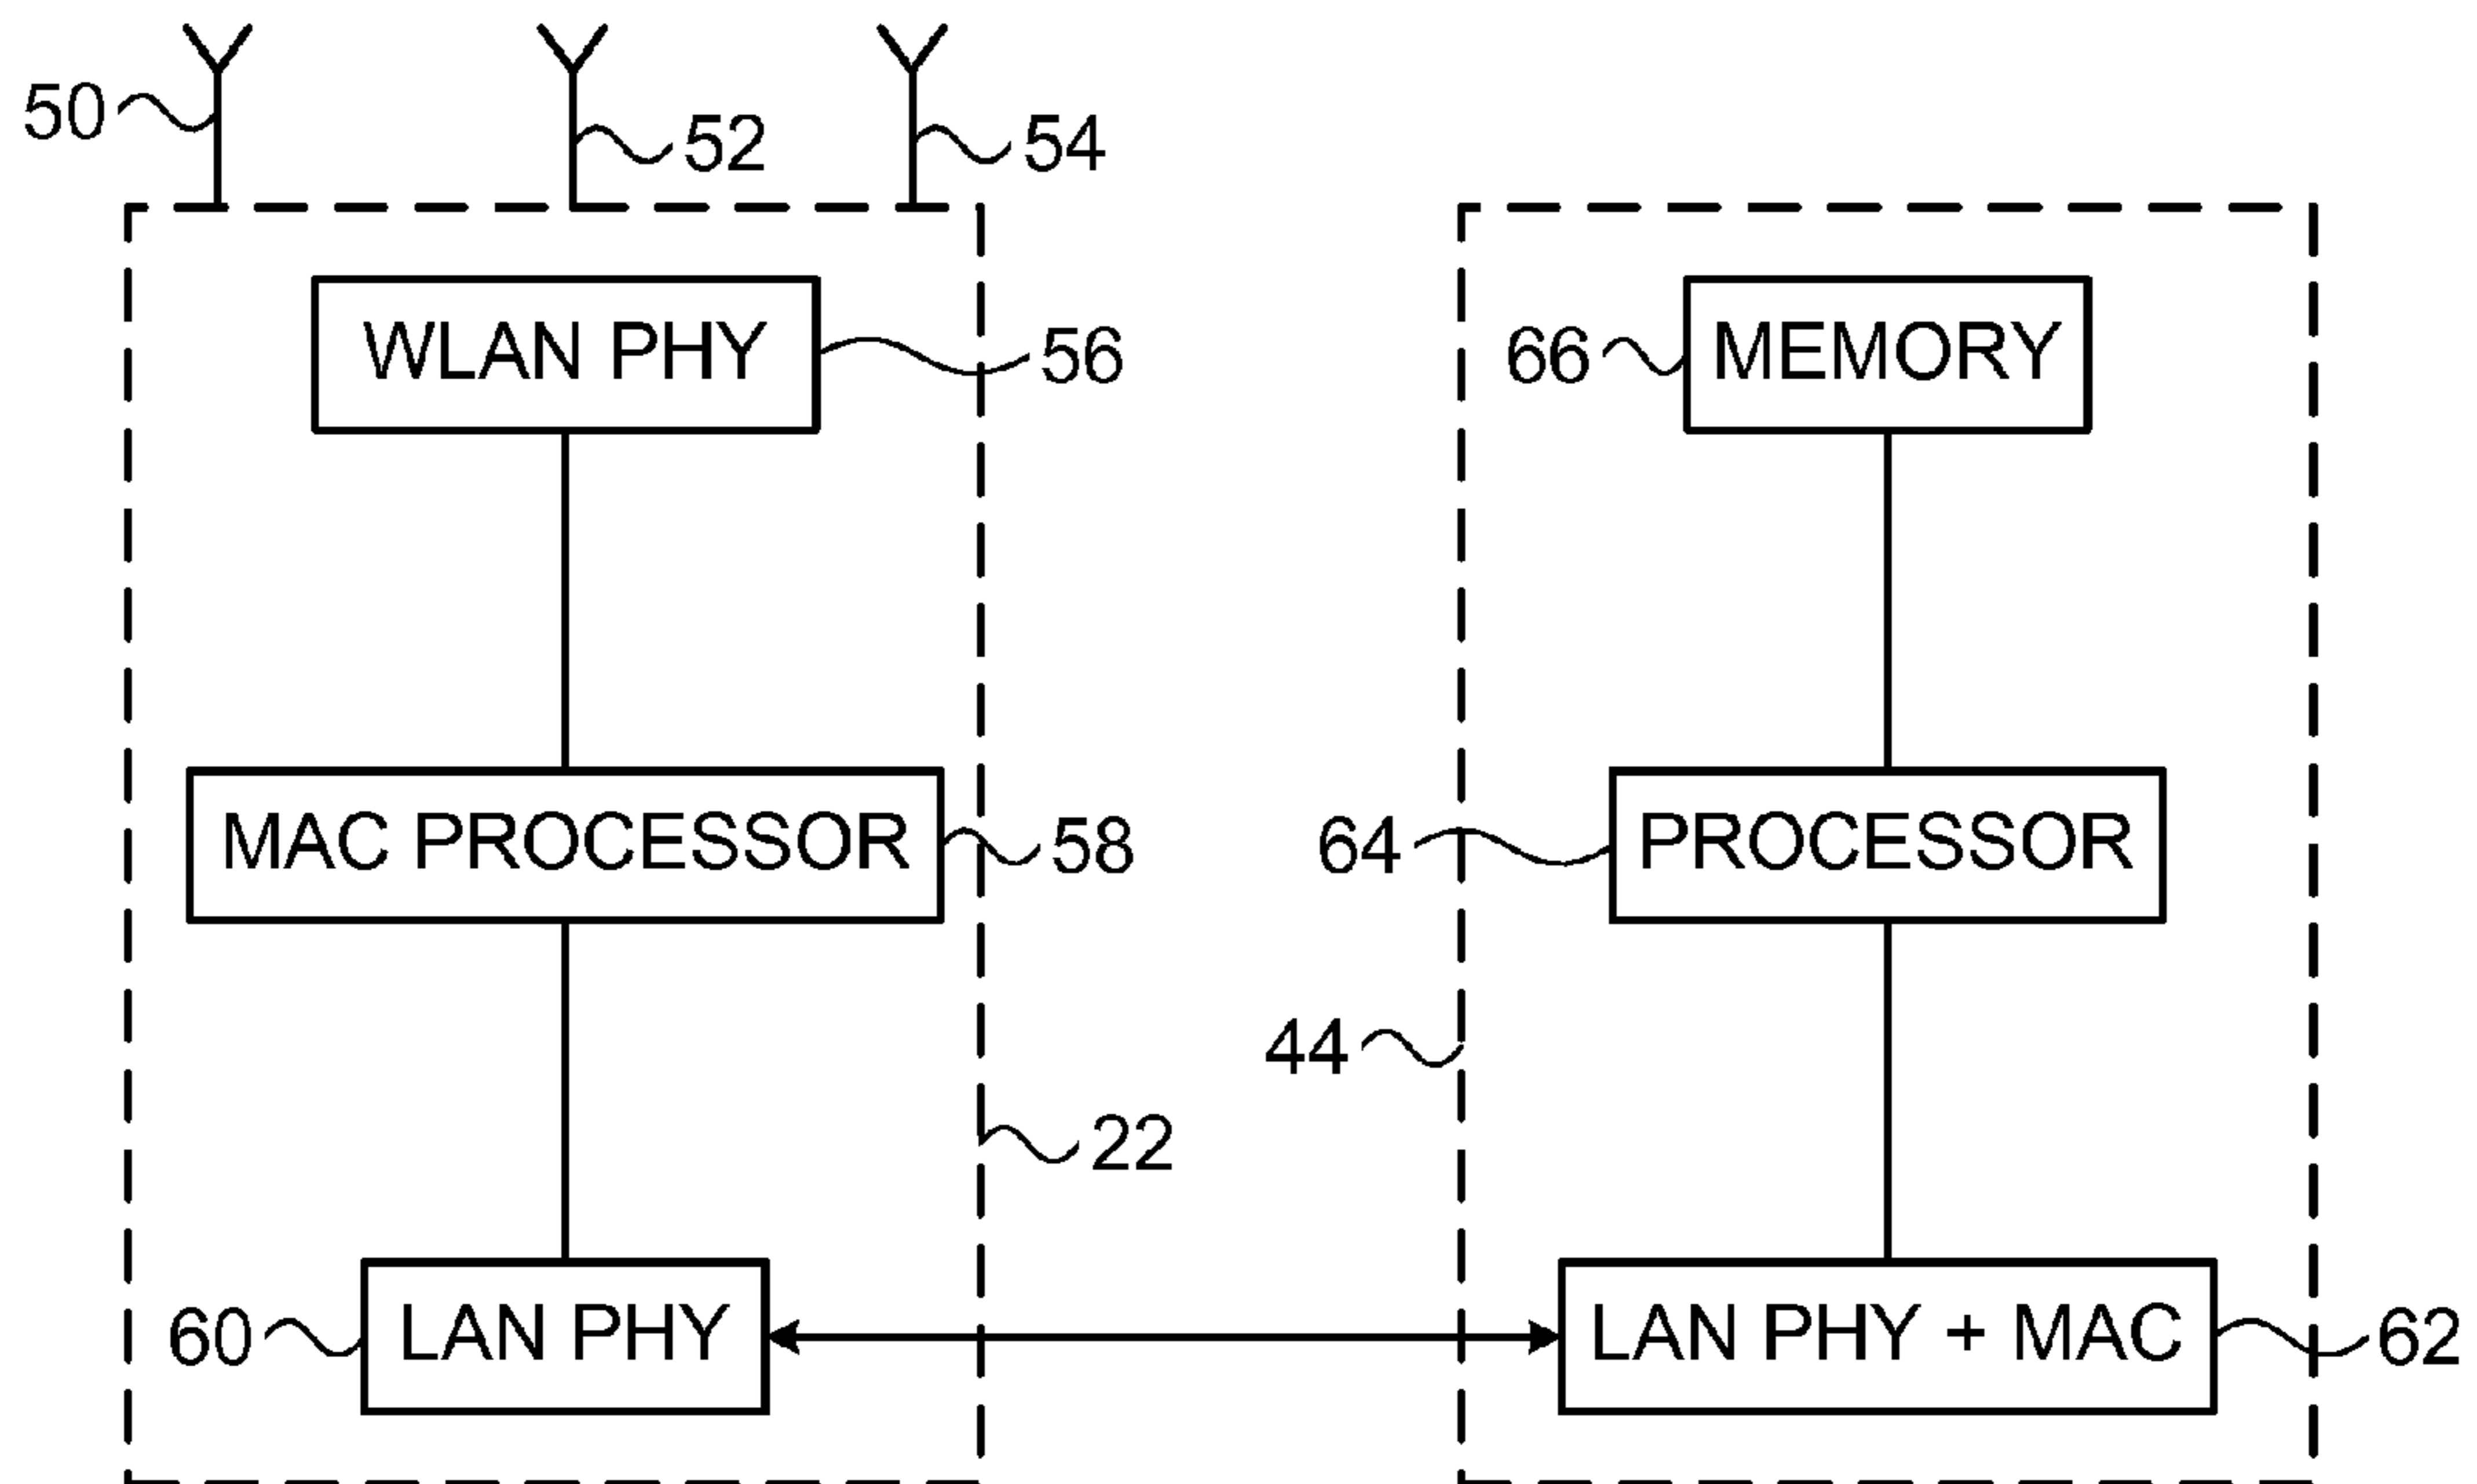 50
52
54
WLAN PHY
56
66
MEMORY
MAC PROCESSOR
58
64
PROCESSOR
44
22
60
LAN PHY
LAN PHY + MAC
62